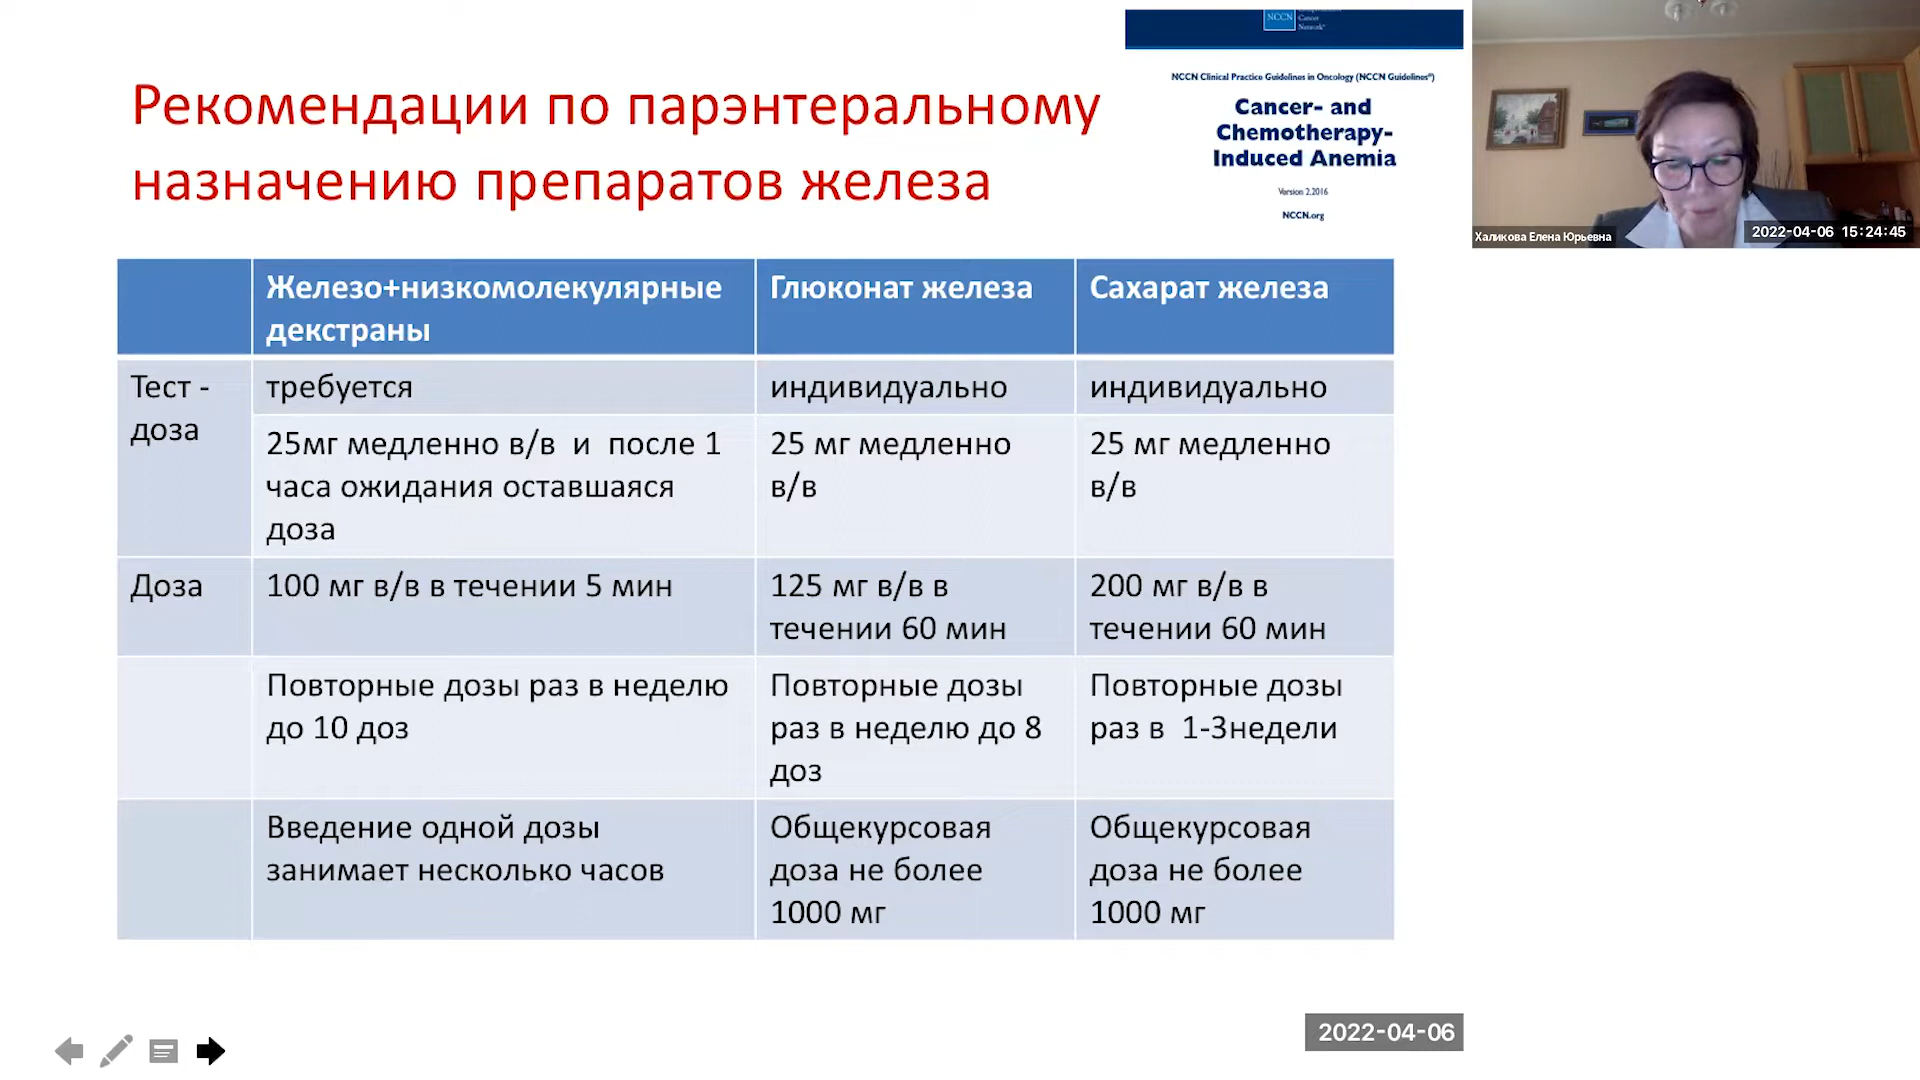 Рекомендации по парэнтеральному
назначению препаратов железа
NCCN
Cancer
Network®
NCCN Clinical Practice Guidelines in Oncology (NCCN Guidelines®)
Cancer- and
Chemotherapy-
Induced Anemia
Version 2.2016
NCCN.org
Халикова Елена Юрьевна
2022-04-06 15:24:45
Железо+низкомолекулярные
декстраны
Глюконат железа
Сахарат железа
Тест -
доза
требуется
индивидуально
индивидуально
25мг медленно в/в и после 1
часа ожидания оставшаяся
доза
25 мг медленно
в/в
25 мг медленно
в/в
Доза
100 мг в/в в течении 5 мин
125 мг в/в в
течении 60 мин
200 мг в/в в
течении 60 мин
Повторные дозы раз в неделю
до 10 доз
Повторные дозы
раз в неделю до 8
доз
Повторные дозы
раз в 1-3недели
Введение одной дозы
занимает несколько часов
Общекурсовая
доза не более
1000 мг
Общекурсовая
доза не более
1000 мг
2022-04-06